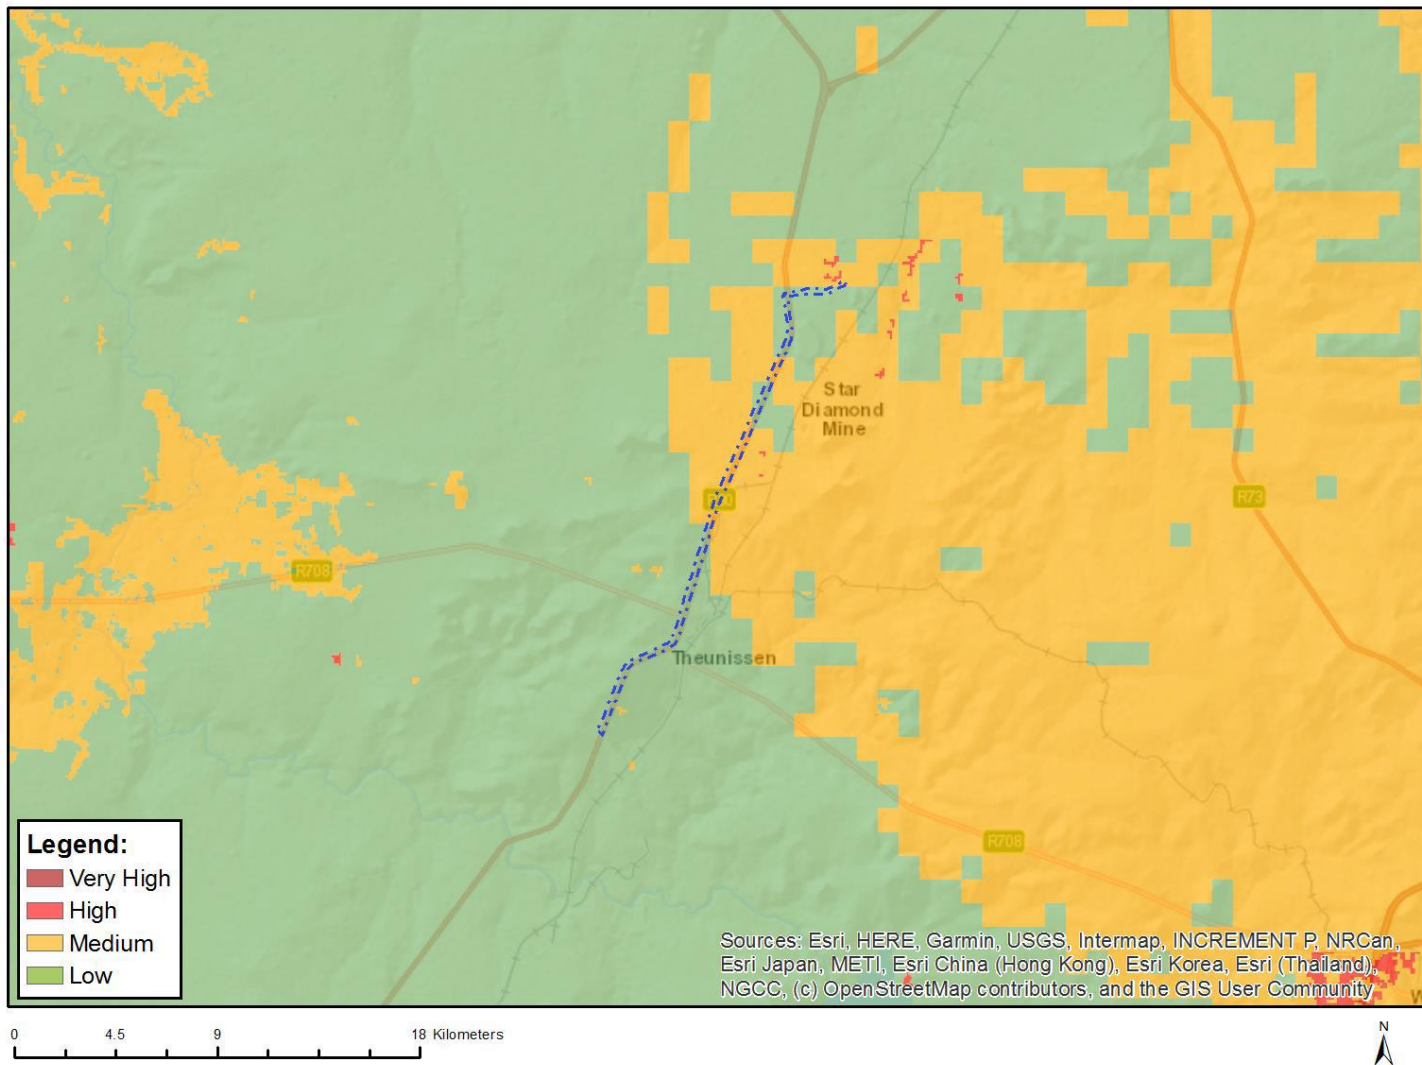 Star
Diamond
Mine
R73
R708
Theunissen
R708
Legend:
Very High
High
Medium
Low
Sources: Esri, HERE, Garmin, USGS, Intermap, INCREMENT P, NRCan,
Esri Japan, METI, Esri China (Hong Kong), Esri Korea, Esri (Thailand),
NGCC, (c) OpenStreetMap contributors, and the GIS User Community
W
0 4.5 9 18 Kilometers
N